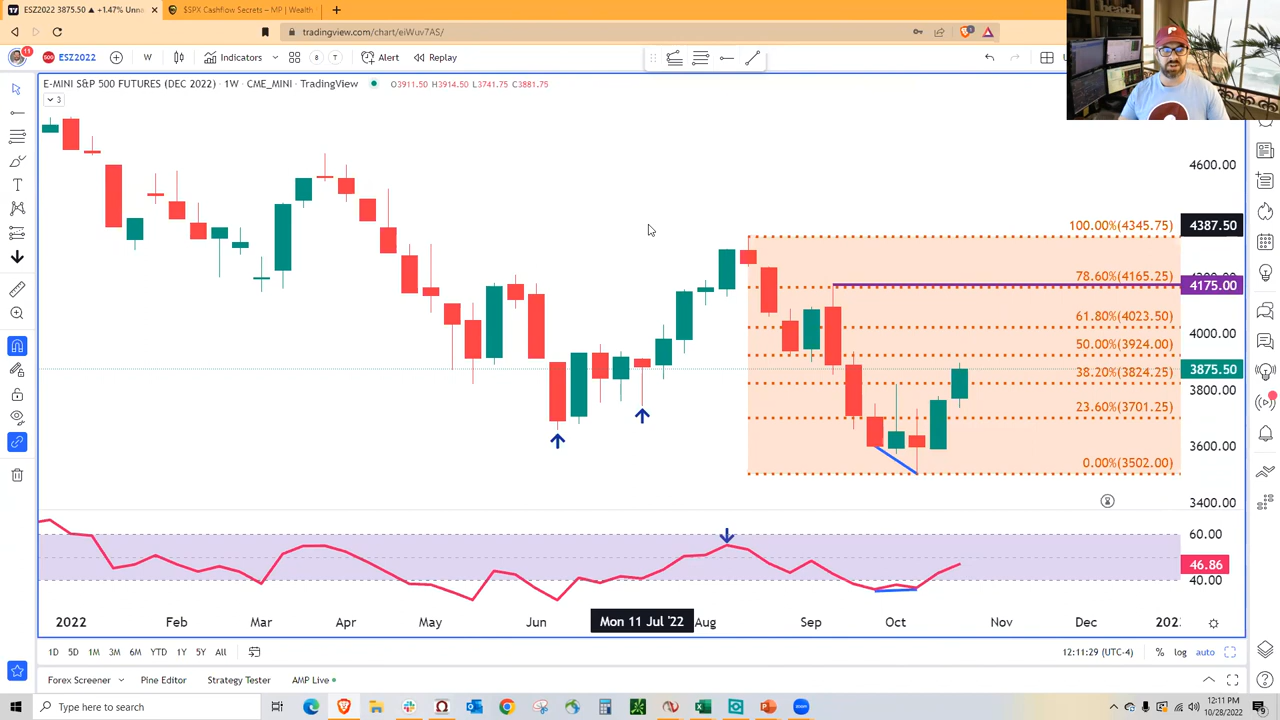 ESZ2022 3875.50 ▲ +1.47% Unn
$SPX Cashflow Secrets – MP | Wealth
tradingview.com/chart/eiWuv7AS/
11
ESZ2022
W
Indicators
8
T
Alert
Replay
E-MINI S&P 500 FUTURES (DEC 2022) · 1W · CME_MINI · TradingView
O3911.50 H3914.50 L3741.75 C3881.75
3
4600.00
100.00%(4345.75)
4387.50
78.60%(4165.25)
4175.00
61.80%(4023.50)
4000.00
50.00%(3924.00)
3875.50
38.20%(3824.25)
3800.00
23.60%(3701.25)
3600.00
0.00%(3502.00)
3400.00
60.00
46.86
40.00
2022 Feb Mar Apr May Jun Mon 11 Jul '22 Aug Sep Oct Nov Dec 202
1D 5D 1M 3M 6M YTD 1Y 5Y All
12:11:29 (UTC-4) % log auto
Forex Screener Pine Editor Strategy Tester AMP Live
Type here to search
12:11 PM
10/28/2022